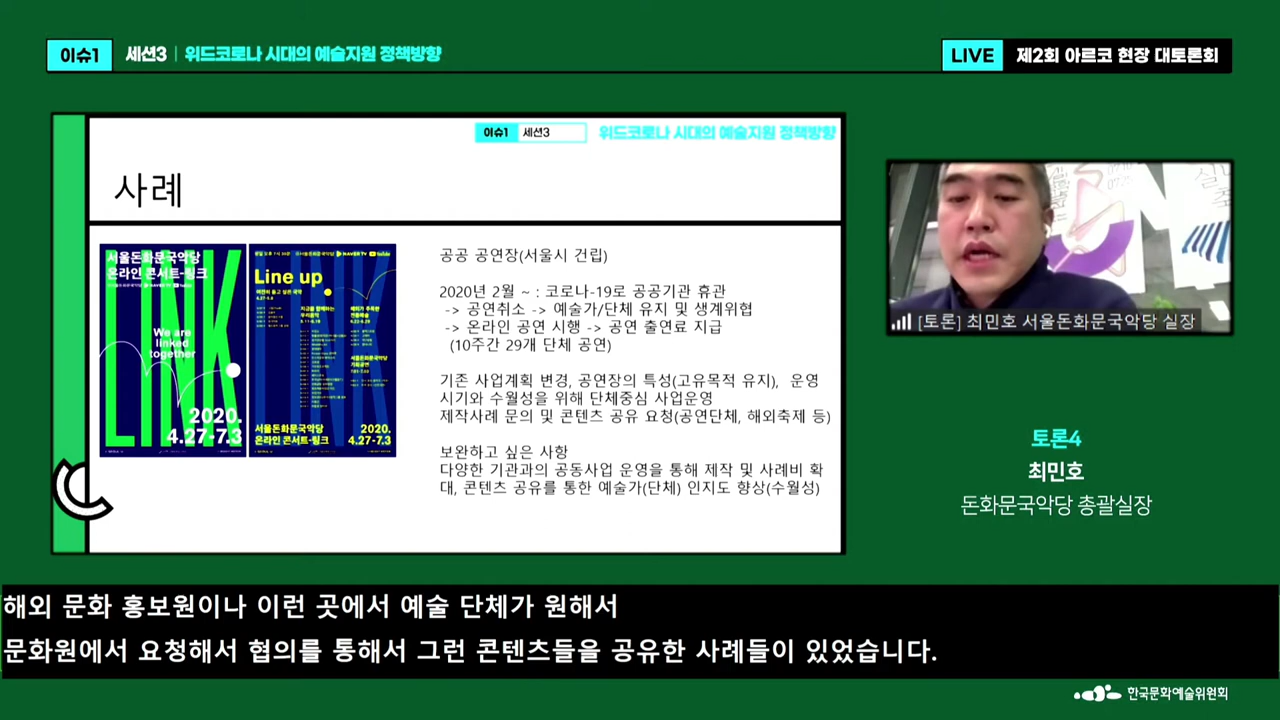 이슈1 세션3 | 위드코로나 시대의 예술지원 정책방향
LIVE 제2회 아르코 현장 대토론회
이슈1 세션3 위드코로나 시대의 예술지원 정책방향
사례
LINK
서울돈화문국악당
온라인 콘서트-링크
We are
linked
together
2020.
4.27-7.3
NAVER TV YouTube
Line up
서울돈화문국악당
온라인 콘서트-링크
2020.
4.27-7.3
공공 공연장(서울시 건립)
2020년 2월 ~ : 코로나-19로 공공기관 휴관
-> 공연취소 -> 예술가/단체 유지 및 생계위협
-> 온라인 공연 시행 -> 공연 출연료 지급
(10주간 29개 단체 공연)
기존 사업계획 변경, 공연장의 특성(고유목적 유지), 운영
시기와 수월성을 위해 단체중심 사업운영
제작사례 문의 및 콘텐츠 공유 요청(공연단체, 해외축제 등)
보완하고 싶은 사항
다양한 기관과의 공동사업 운영을 통해 제작 및 사례비 확
대, 콘텐츠 공유를 통한 예술가(단체) 인지도 향상(수월성)
[토론] 최민호 서울돈화문국악당 실장
토론4
최민호
돈화문국악당 총괄실장
해외 문화 홍보원이나 이런 곳에서 예술 단체가 원해서
문화원에서 요청해서 협의를 통해서 그런 콘텐츠들을 공유한 사례들이 있었습니다.
한국문화예술위원회